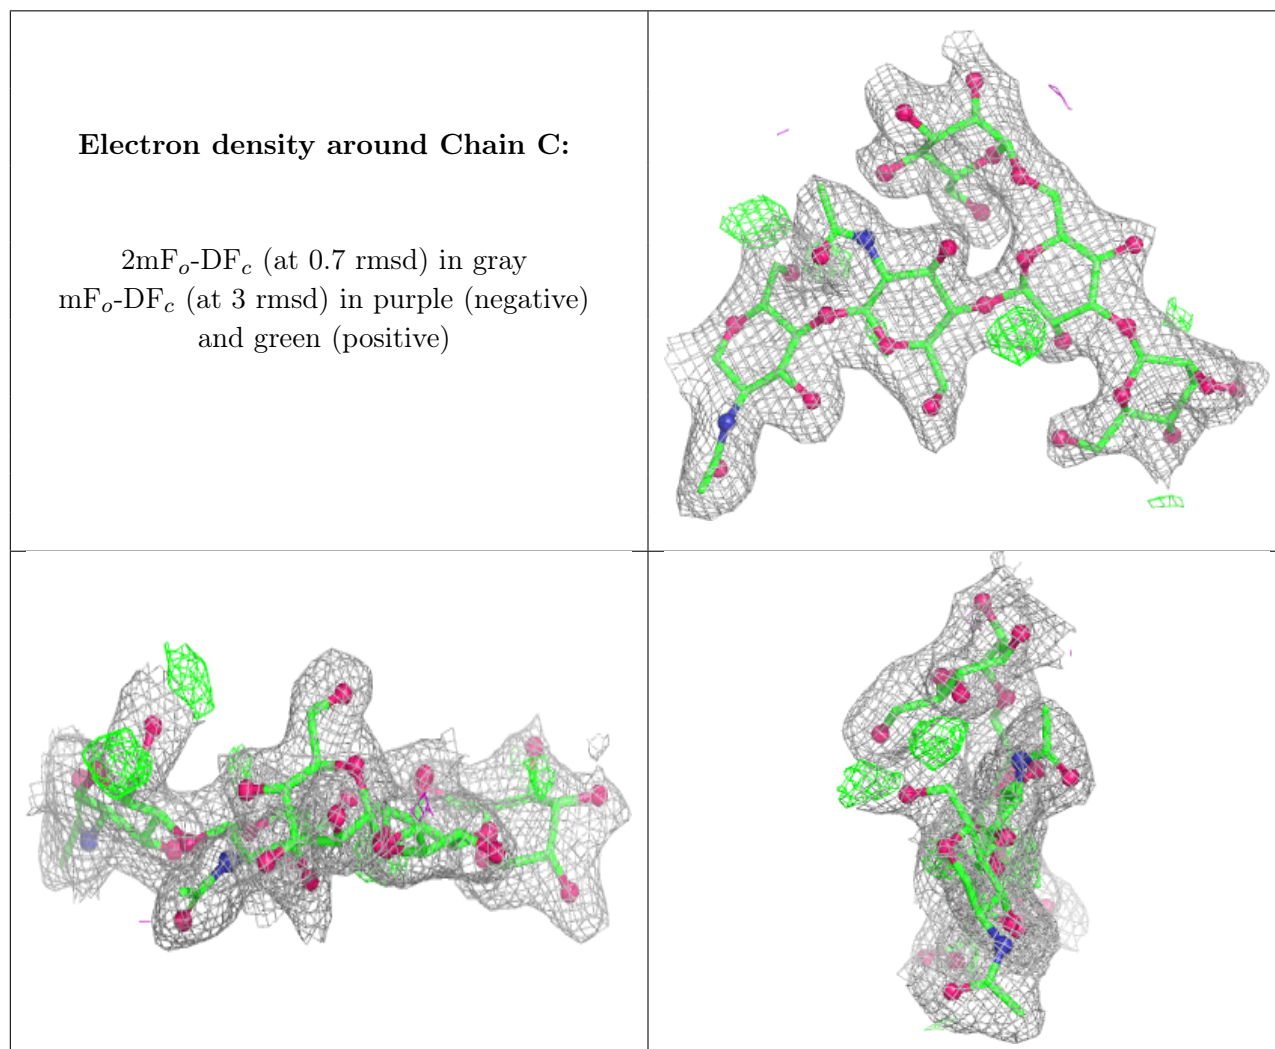 Electron density around Chain C:
2mFo-DFc (at 0.7 rmsd) in gray
mFo-DFc (at 3 rmsd) in purple (negative)
and green (positive)